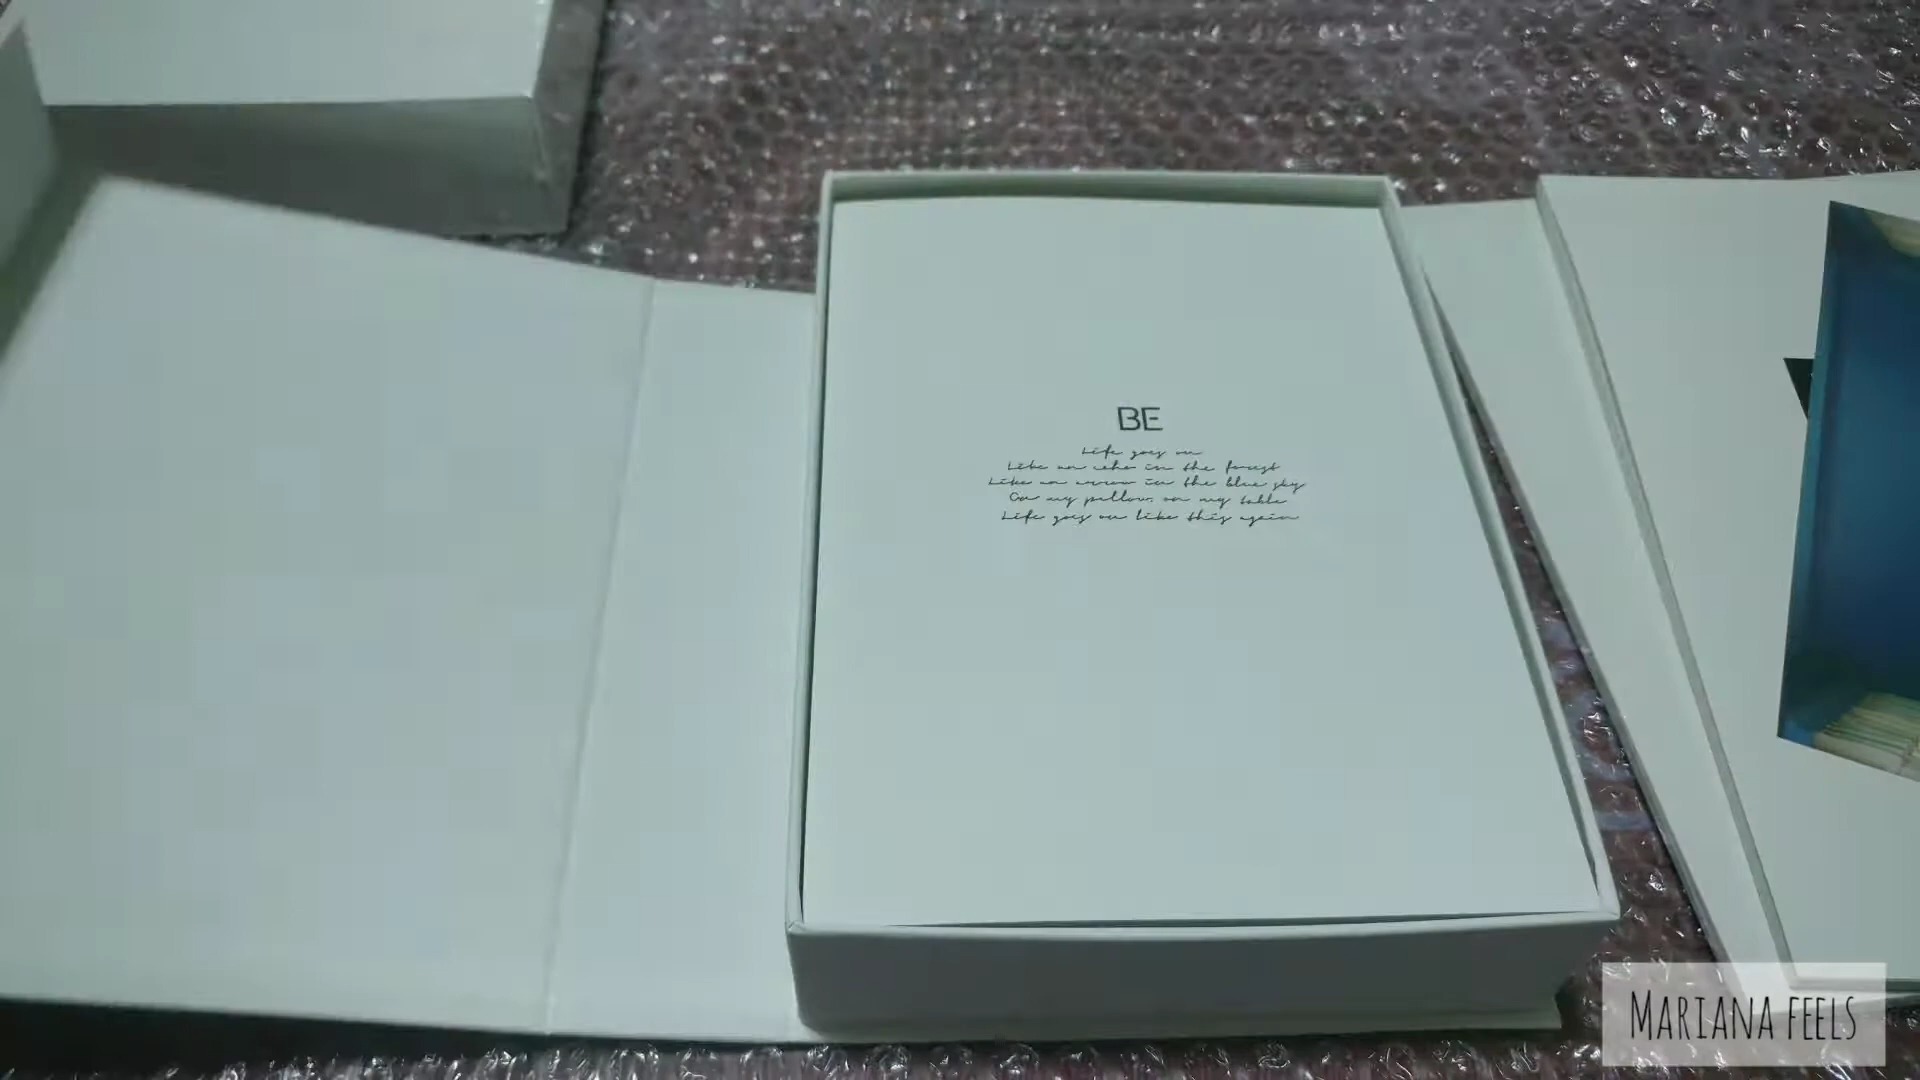 BE
Life goes on
Like an echo in the forest
Like an arrow in the blue sky
On my pillow, on my table
Life goes on like this again
MARIANA FEELS